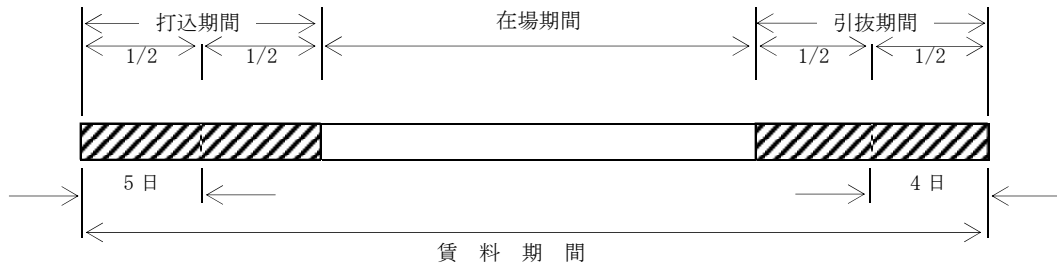 打込期間 在場期間 引抜期間
1/2 1/2 1/2 1/2
5 日 4 日
賃 料 期 間